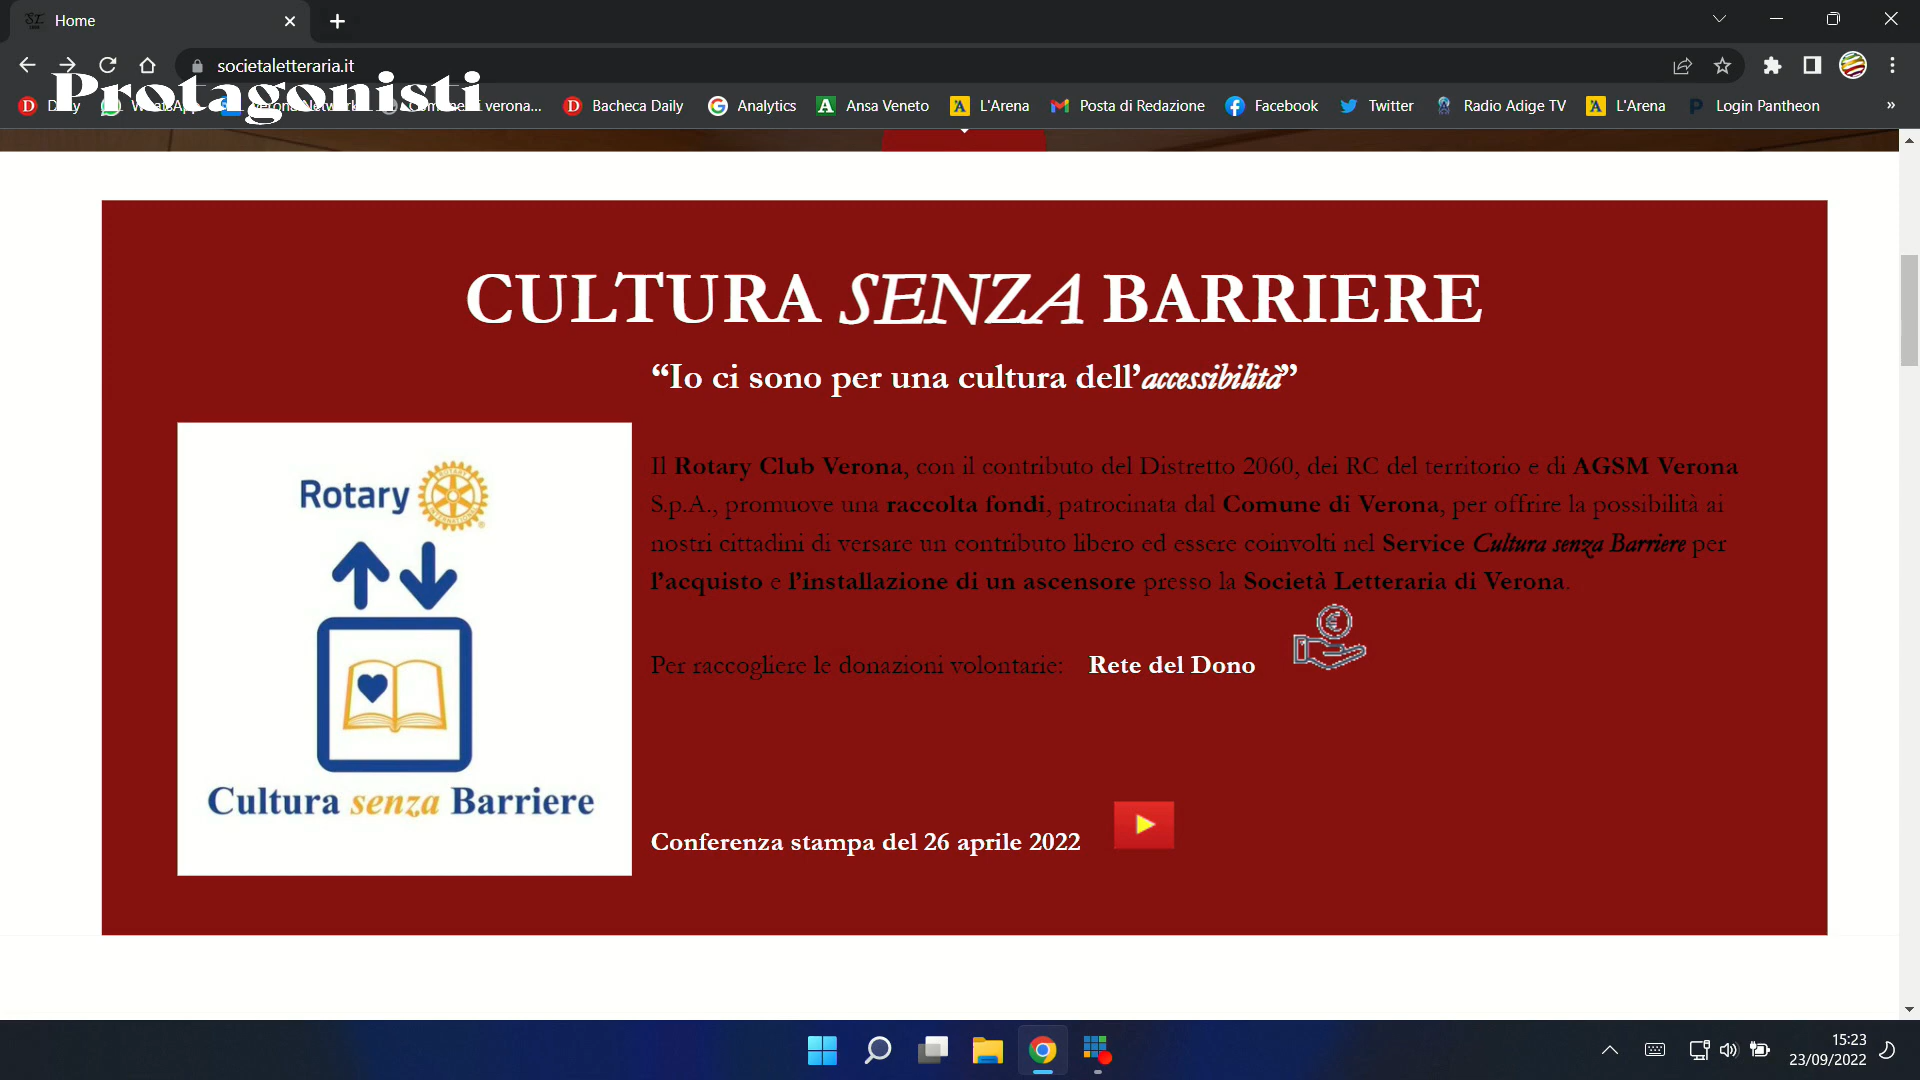 Home
societaletteraria.it
Protagonisti
Bacheca Daily
Analytics
Ansa Veneto
L'Arena
Posta di Redazione
Facebook
Twitter
Radio Adige TV
L'Arena
Login Pantheon
»
CULTURA SENZA BARRIERE
“Io ci sono per una cultura dell’accessibilità”
Rotary
Cultura senza Barriere
Il Rotary Club Verona, con il contributo del Distretto 2060, dei RC del territorio e di AGSM Verona
S.p.A., promuove una raccolta fondi, patrocinata dal Comune di Verona, per offrire la possibilità ai
nostri cittadini di versare un contributo libero ed essere coinvolti nel Service Cultura senza Barriere per
l’acquisto e l’installazione di un ascensore presso la Società Letteraria di Verona.
Per raccogliere le donazioni volontarie: Rete del Dono
Conferenza stampa del 26 aprile 2022
15:23
23/09/2022